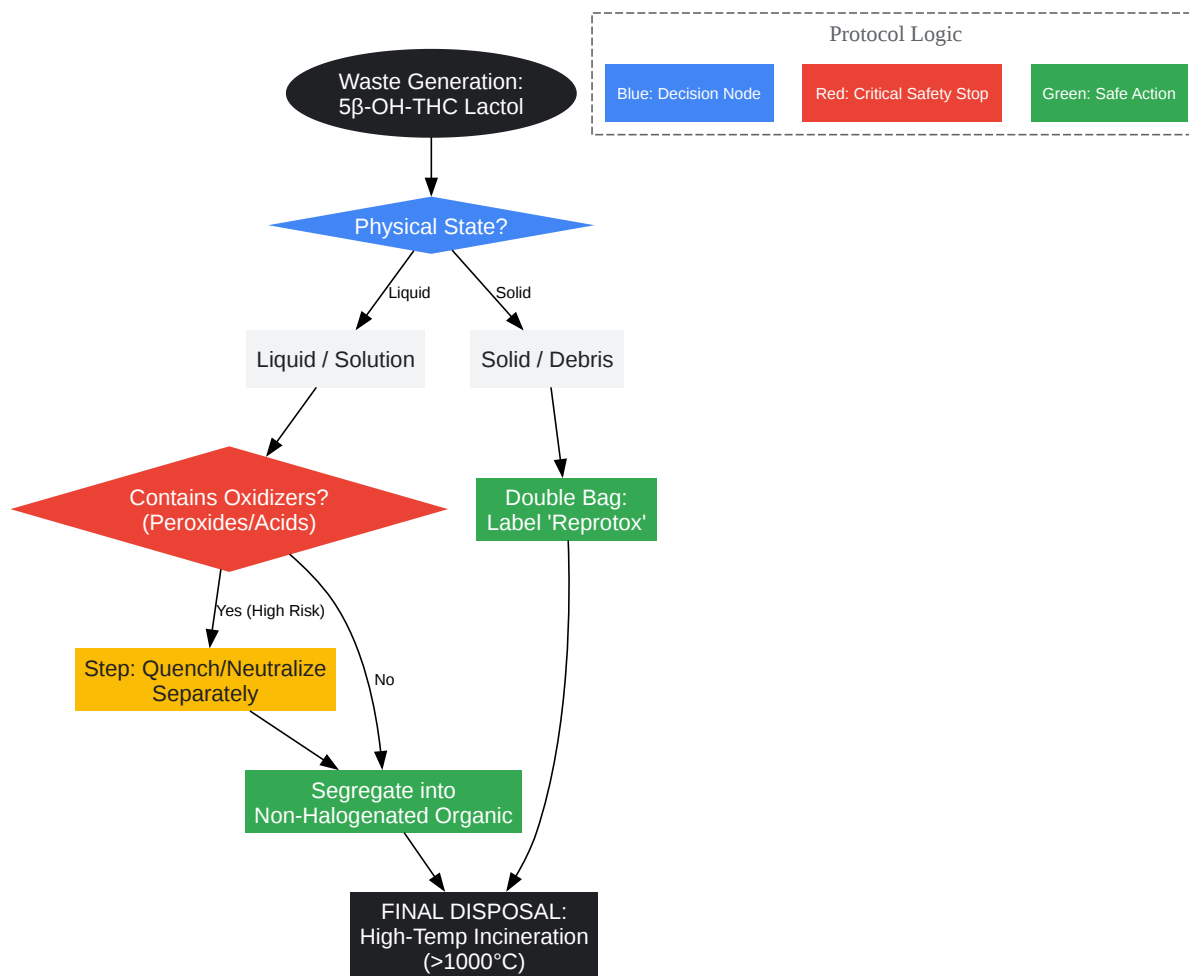 Protocol Logic
Blue: Decision Node
Red: Critical Safety Stop
Green: Safe Action
Waste Generation:
5β-OH-THC Lactol
Physical State?
Liquid
Solid
Liquid / Solution
Solid / Debris
Contains Oxidizers?
(Peroxides/Acids)
Double Bag:
Label 'Reprotox'
Yes (High Risk)
No
Step: Quench/Neutralize
Separately
Segregate into
Non-Halogenated Organic
FINAL DISPOSAL:
High-Temp Incineration
(>1000°C)